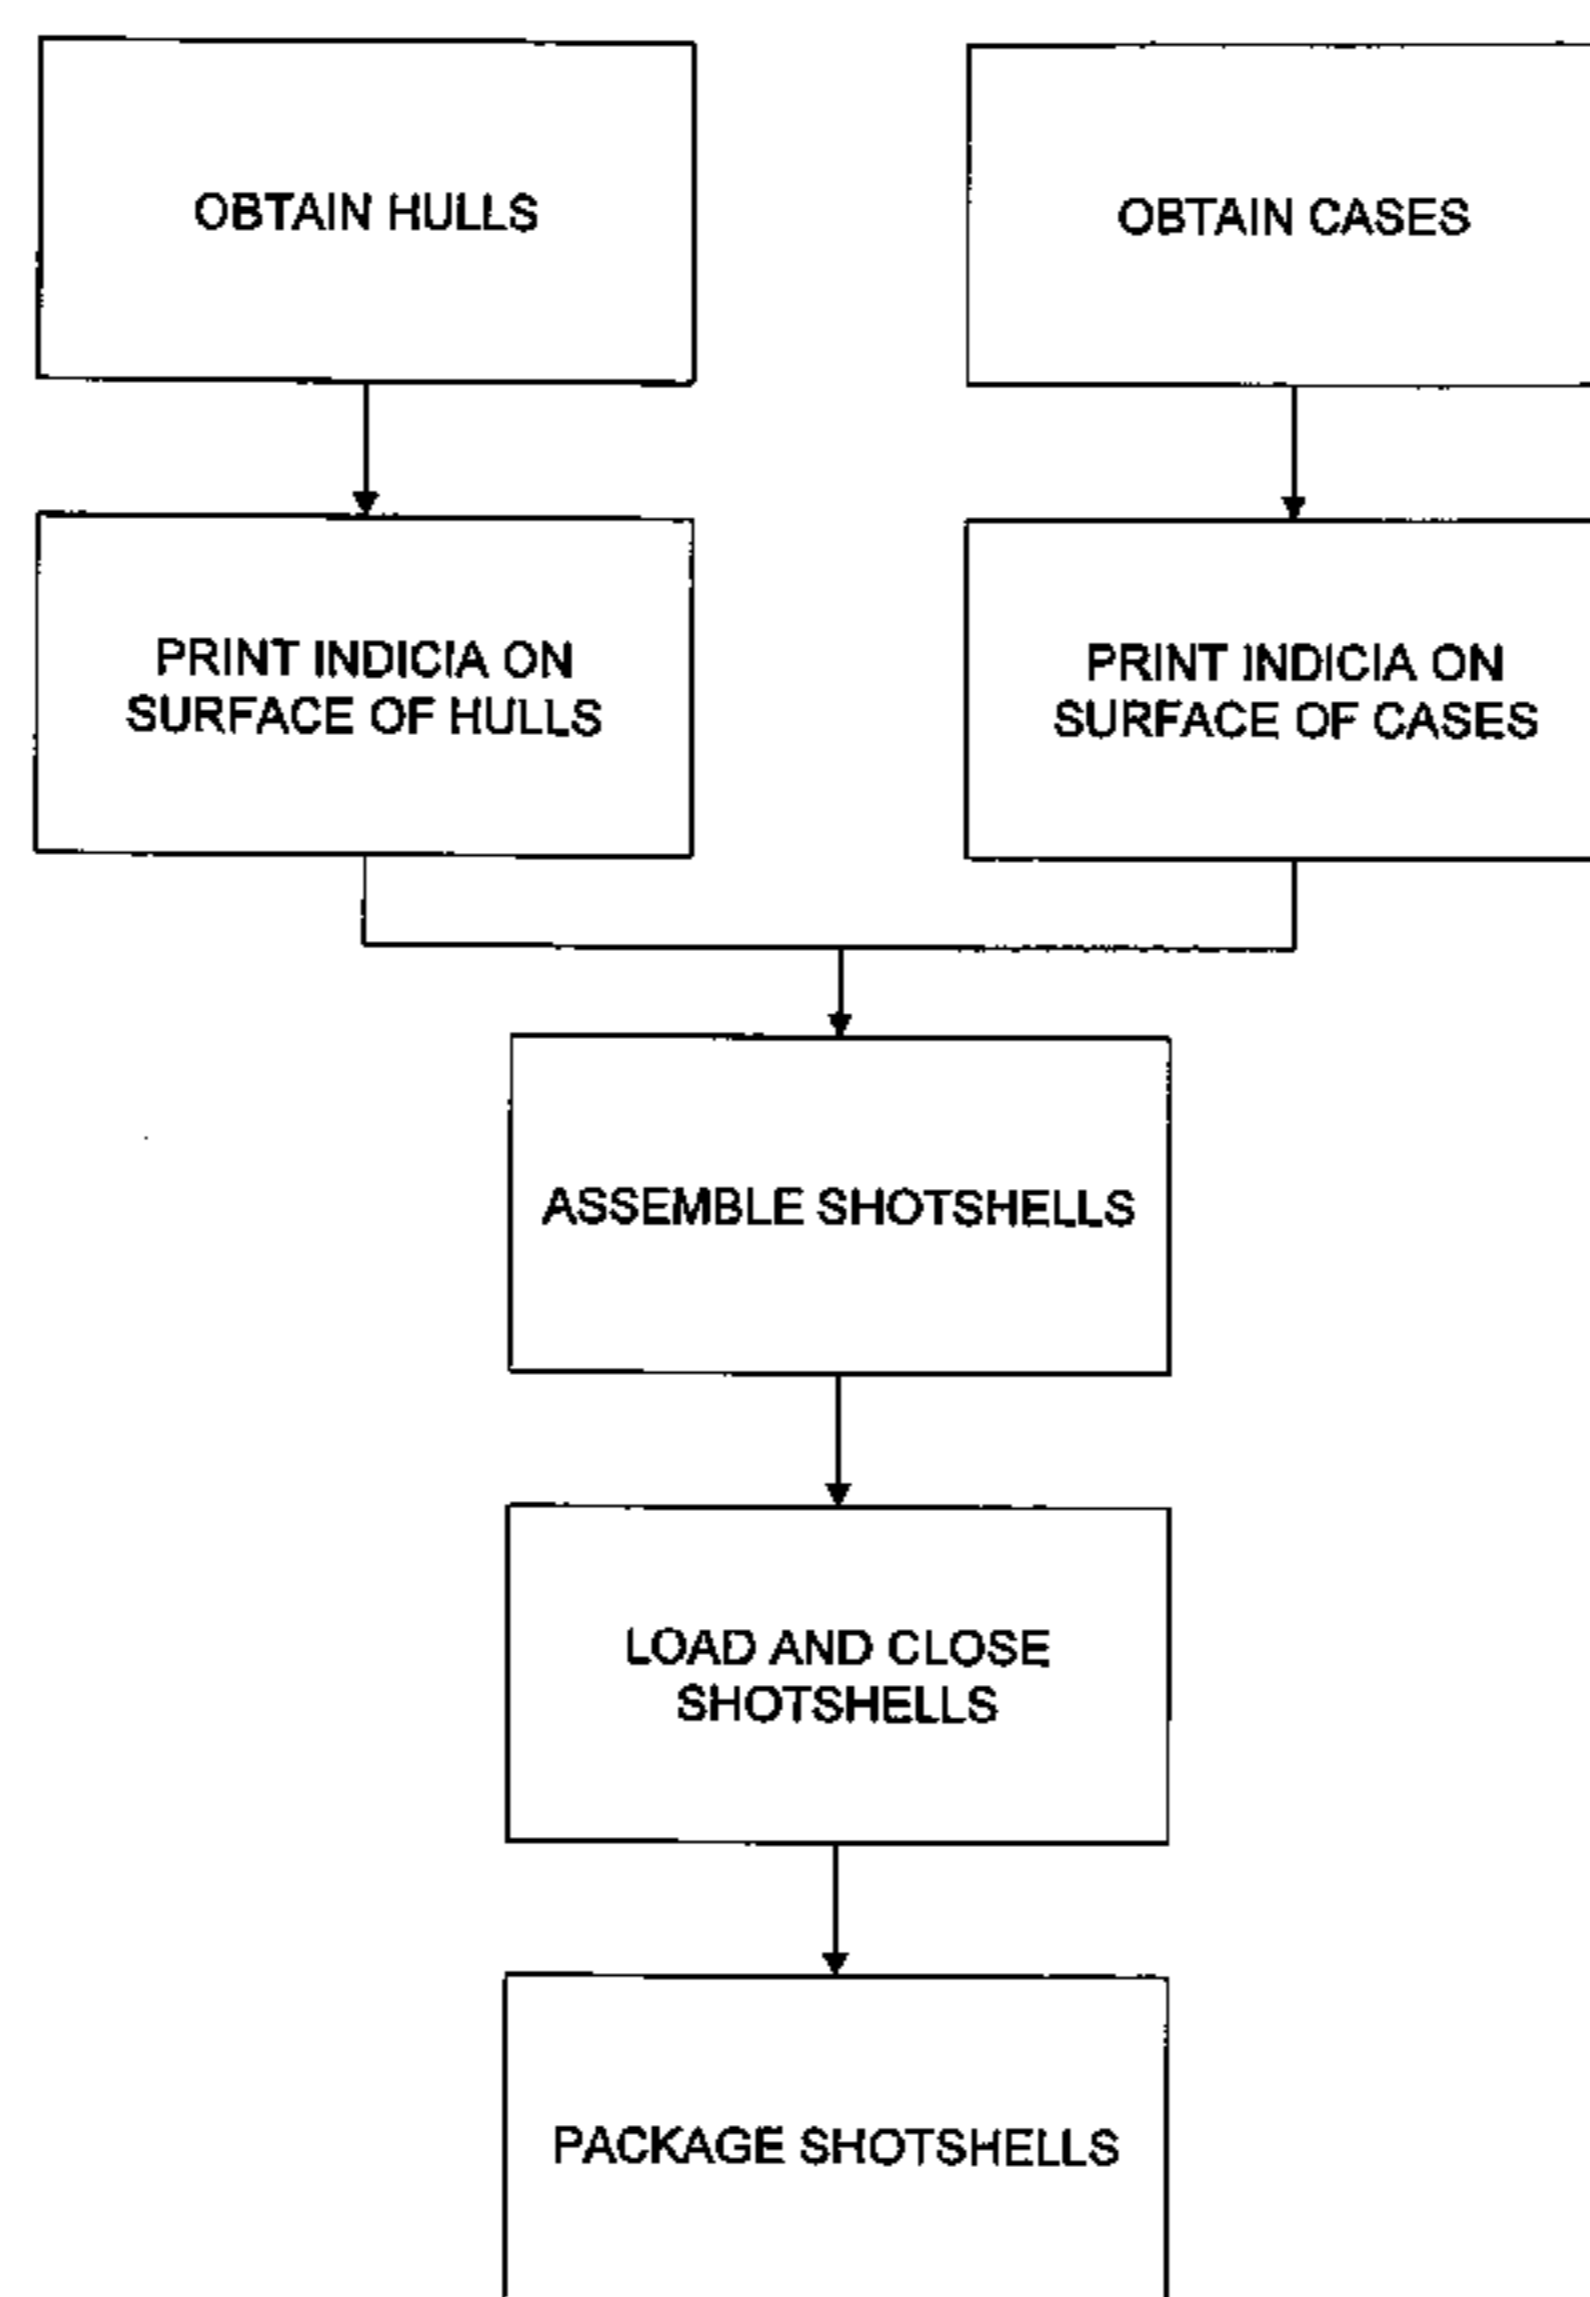 OBTAIN HULLS
OBTAIN CASES
PRINT INDICIA ON
SURFACE OF HULLS
PRINT INDICIA ON
SURFACE OF CASES
ASSEMBLE SHOTSHELLS
LOAD AND CLOSE
SHOTSHELLS
PACKAGE SHOTSHELLS